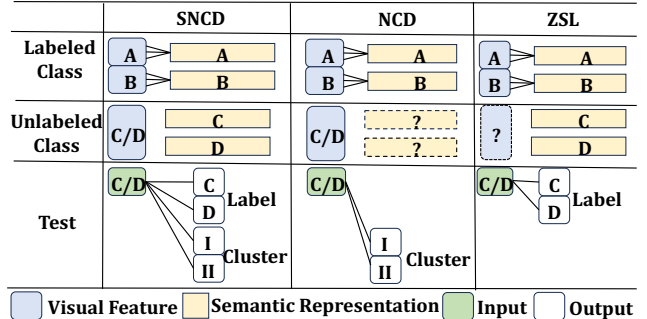 SNCD NCD ZSL
Labeled Class A A A A A A
B B B B B B
Unlabeled Class C/D C C/D ? ? C
D ? D
Test C/D C Label C/D C/D C Label
D D
I Cluster I Cluster
II II
Visual Feature Semantic Representation Input Output